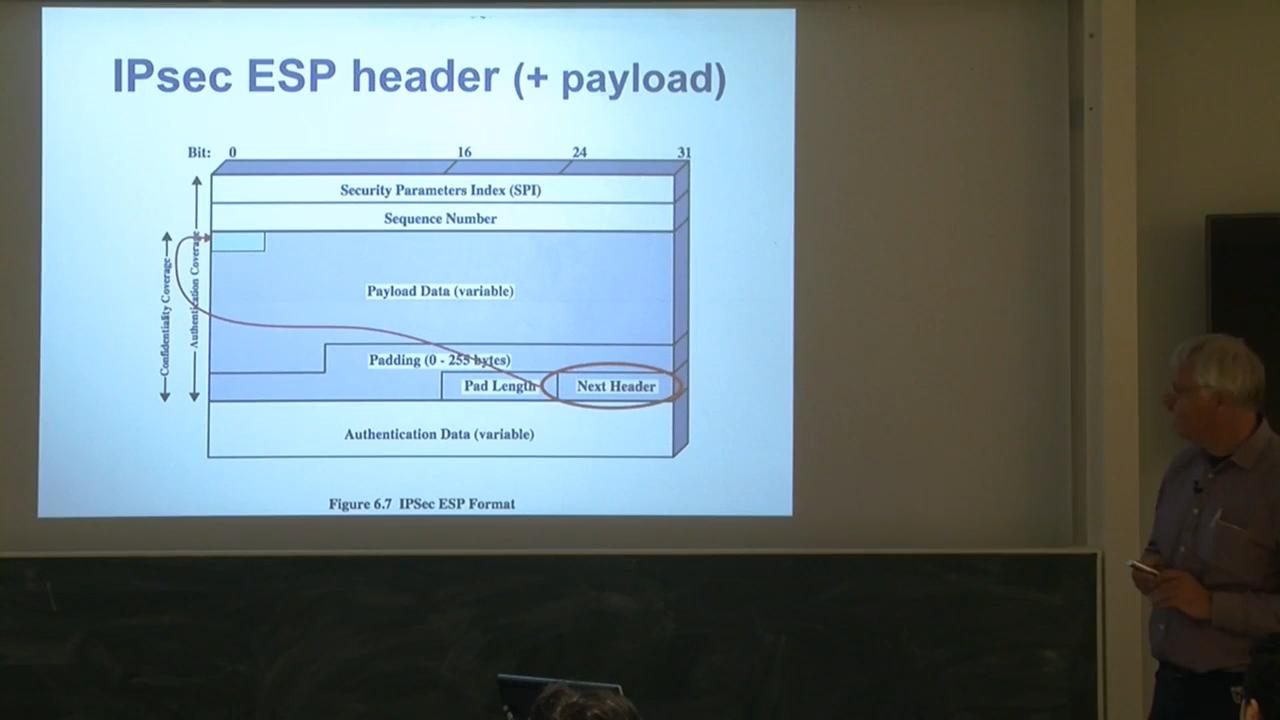 IPsec ESP header (+ payload)
Bit: 0 16 24 31
Security Parameters Index (SPI)
Sequence Number
Confidentiality Coverage
Authentication Coverage
Payload Data (variable)
Padding (0 - 255 bytes)
Pad Length
Next Header
Authentication Data (variable)
Figure 6.7 IPSec ESP Format